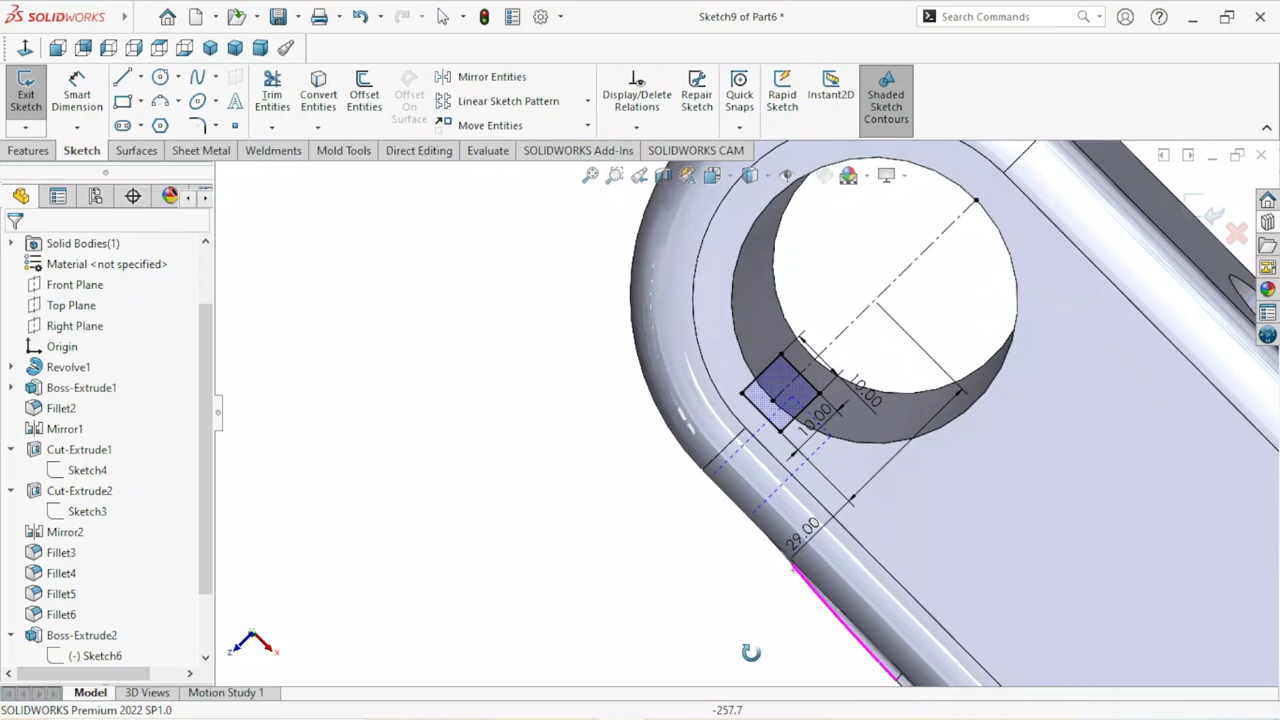 SOLIDWORKS
Sketch9 of Part6 *
Search Commands
Exit Sketch
Smart Dimension
Trim Entities
Convert Entities
Offset Entities
Offset On Surface
Mirror Entities
Linear Sketch Pattern
Move Entities
Display/Delete Relations
Repair Sketch
Quick Snaps
Rapid Sketch
Instant2D
Shaded Sketch Contours
Features
Sketch
Surfaces
Sheet Metal
Weldments
Mold Tools
Direct Editing
Evaluate
SOLIDWORKS Add-Ins
SOLIDWORKS CAM
Solid Bodies(1)
Material <not specified>
Front Plane
Top Plane
Right Plane
Origin
Revolve1
Boss-Extrude1
Fillet2
Mirror1
Cut-Extrude1
Sketch4
Cut-Extrude2
Sketch3
Mirror2
Fillet3
Fillet4
Fillet5
Fillet6
Boss-Extrude2
(-) Sketch6
10.00
10.00
29.00
z
x
Model
3D Views
Motion Study 1
SOLIDWORKS Premium 2022 SP1.0
-257.7